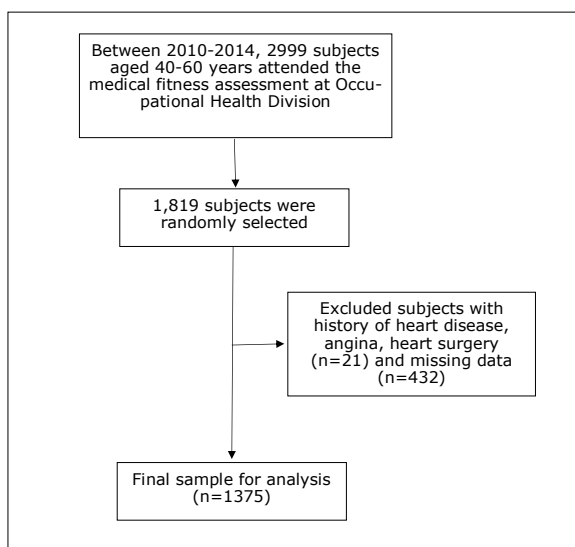 Between 2010-2014, 2999 subjects
aged 40-60 years attended the
medical fitness assessment at Occu-
pational Health Division
1,819 subjects were
randomly selected
Excluded subjects with
history of heart disease,
angina, heart surgery
(n=21) and missing data
(n=432)
Final sample for analysis
(n=1375)